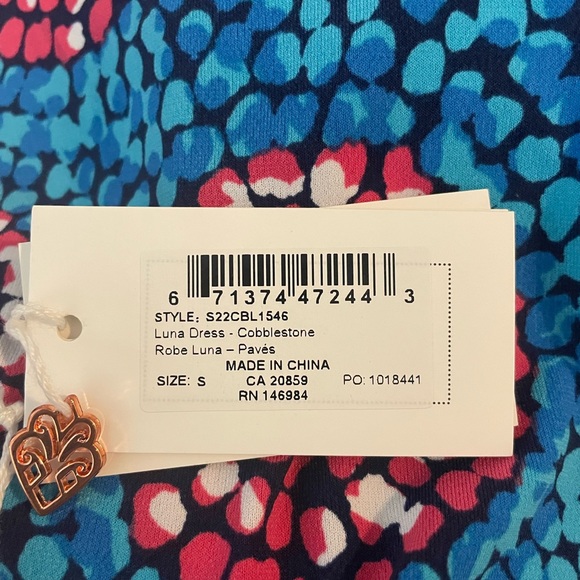 6 71374 47244 3
STYLE: S22CBL1546
Luna Dress - Cobblestone
Robe Luna – Pavés
MADE IN CHINA
SIZE: S CA 20859 PO: 1018441
RN 146984